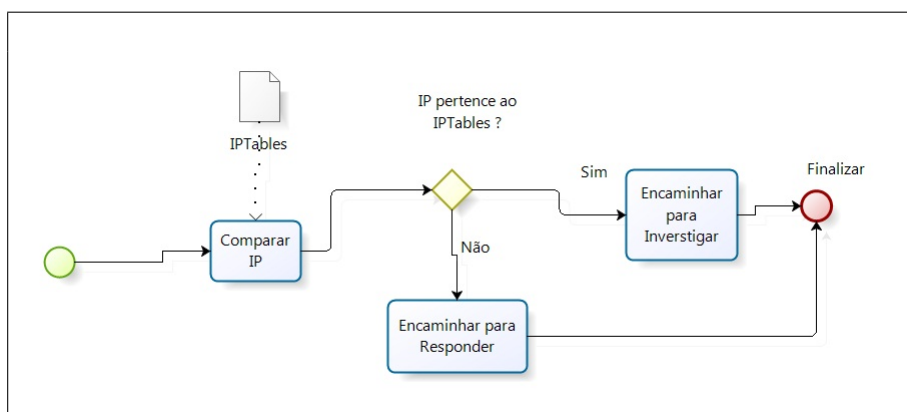 IP pertence ao
IPTables ?
IPTables
Sim
Finalizar
Encaminhar
para
Inverstigar
Comparar
IP
Não
Encaminhar para
Responder